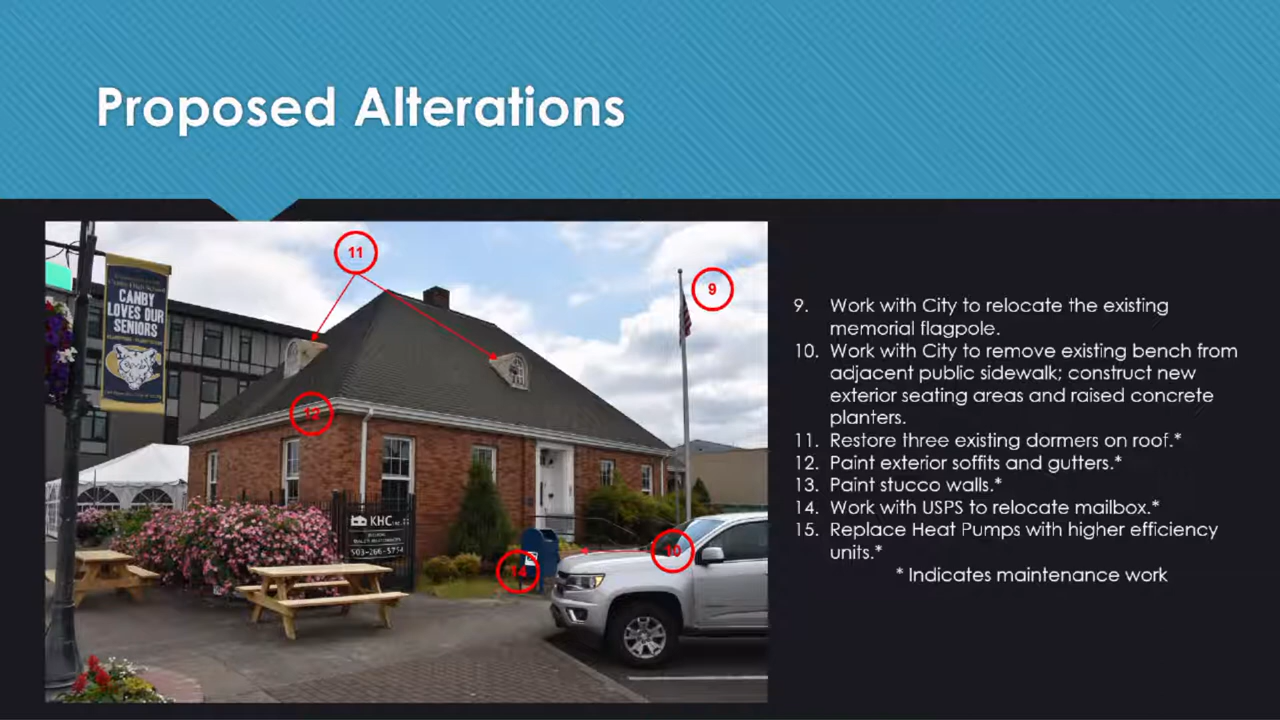 Proposed Alterations
11
9
CANBY
LOVES OUR
SENIORS
12
KHC
503-266-5754
10
14
9. Work with City to relocate the existing
memorial flagpole.
10. Work with City to remove existing bench from
adjacent public sidewalk; construct new
exterior seating areas and raised concrete
planters.
11. Restore three existing dormers on roof.*
12. Paint exterior soffits and gutters.*
13. Paint stucco walls.*
14. Work with USPS to relocate mailbox.*
15. Replace Heat Pumps with higher efficiency
units.*
* Indicates maintenance work